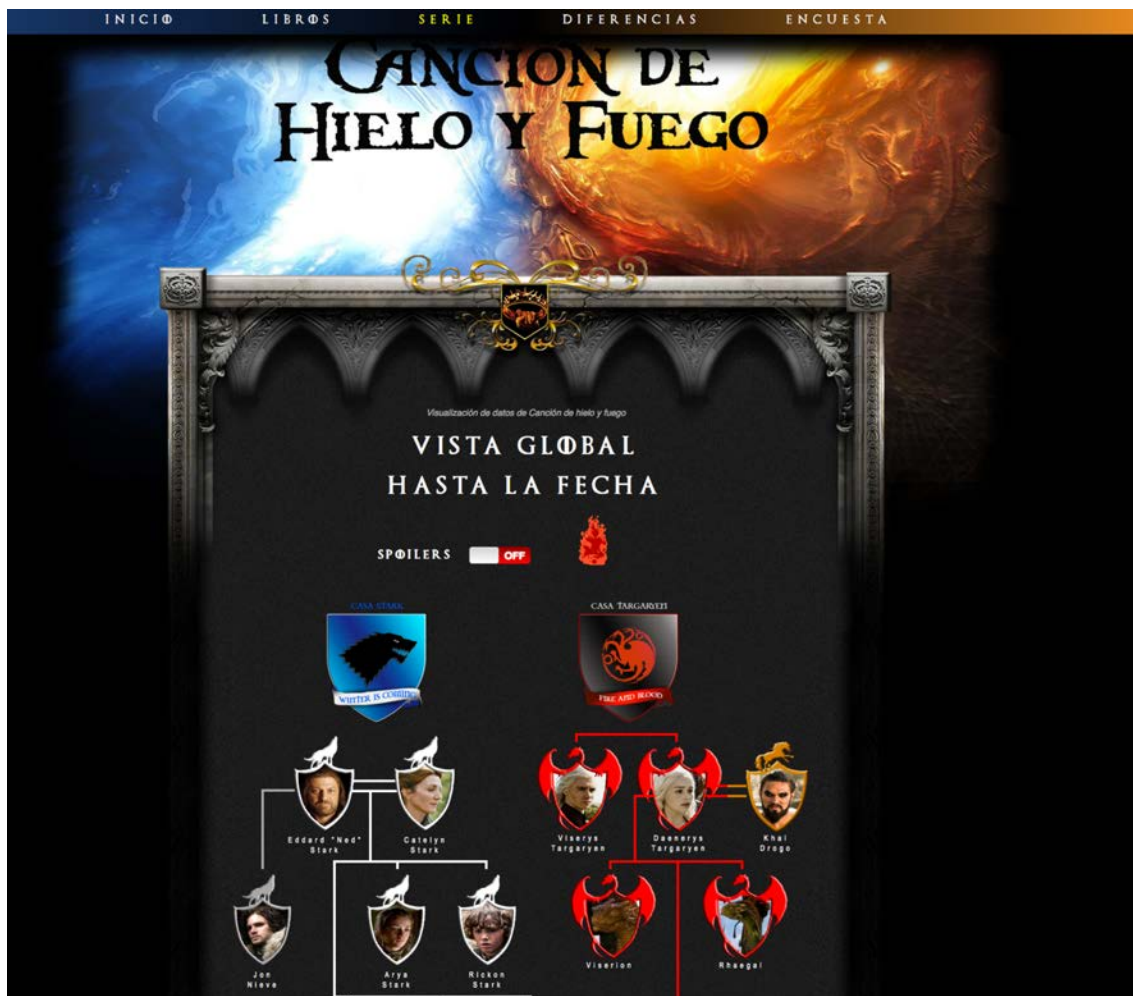 INICIO LIBROS SERIE DIFERENCIAS ENCUESTA
CANCIÓN DE
HIELO Y FUEGO
Visualización de datos de Canción de hielo y fuego
VISTA GLOBAL
HASTA LA FECHA
SPOILERS OFF
CASA STARK CASA TARGARYEN
WINTER IS COMING FIRE AND BLOOD
Eddard "Ned"
Stark
Catelyn
Stark
Viserys
Targaryen
Daenerys
Targaryen
Khal
Drogo
Jon
Nieve
Arya
Stark
Rickon
Stark
Viserion
Rhaegal